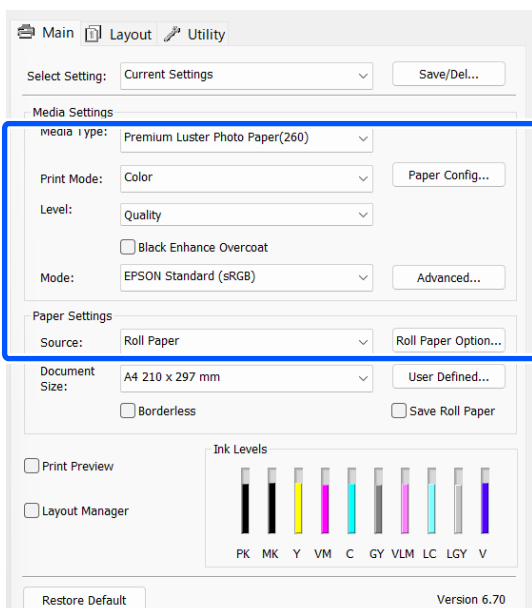 Main Layout Utility
Select Setting: Current Settings Save/Del...
Media Settings
Media Type: Premium Luster Photo Paper(260)
Print Mode: Color Paper Config...
Level: Quality
Black Enhance Overcoat
Mode: EPSON Standard (sRGB) Advanced...
Paper Settings
Source: Roll Paper Roll Paper Option...
Document
Size: A4 210 x 297 mm User Defined...
Borderless Save Roll Paper
Ink Levels
Print Preview
Layout Manager
PK MK Y VM C GY VLM LC LGY V
Restore Default Version 6.70